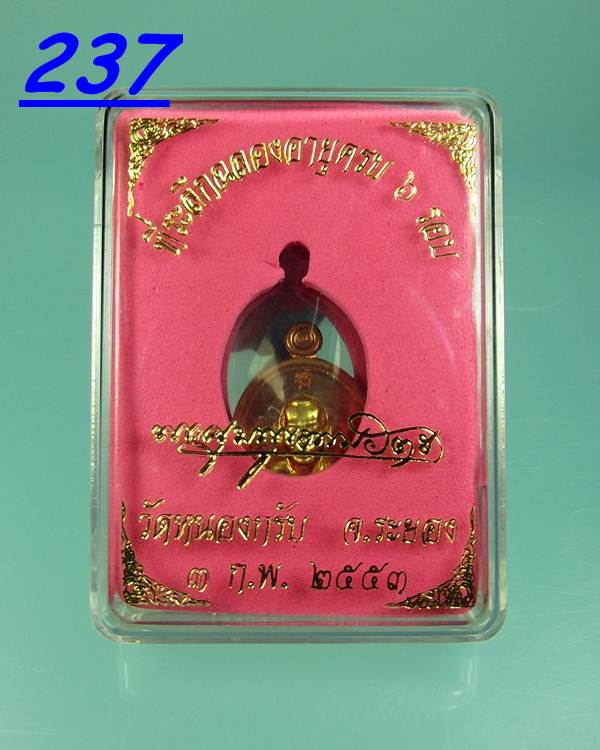 237
ที่ระลึกฉลองอายุครบ ๖ รอบ
วัดหนองกรับ จ.ระยอง
๓ ก.พ. ๒๕๕๓